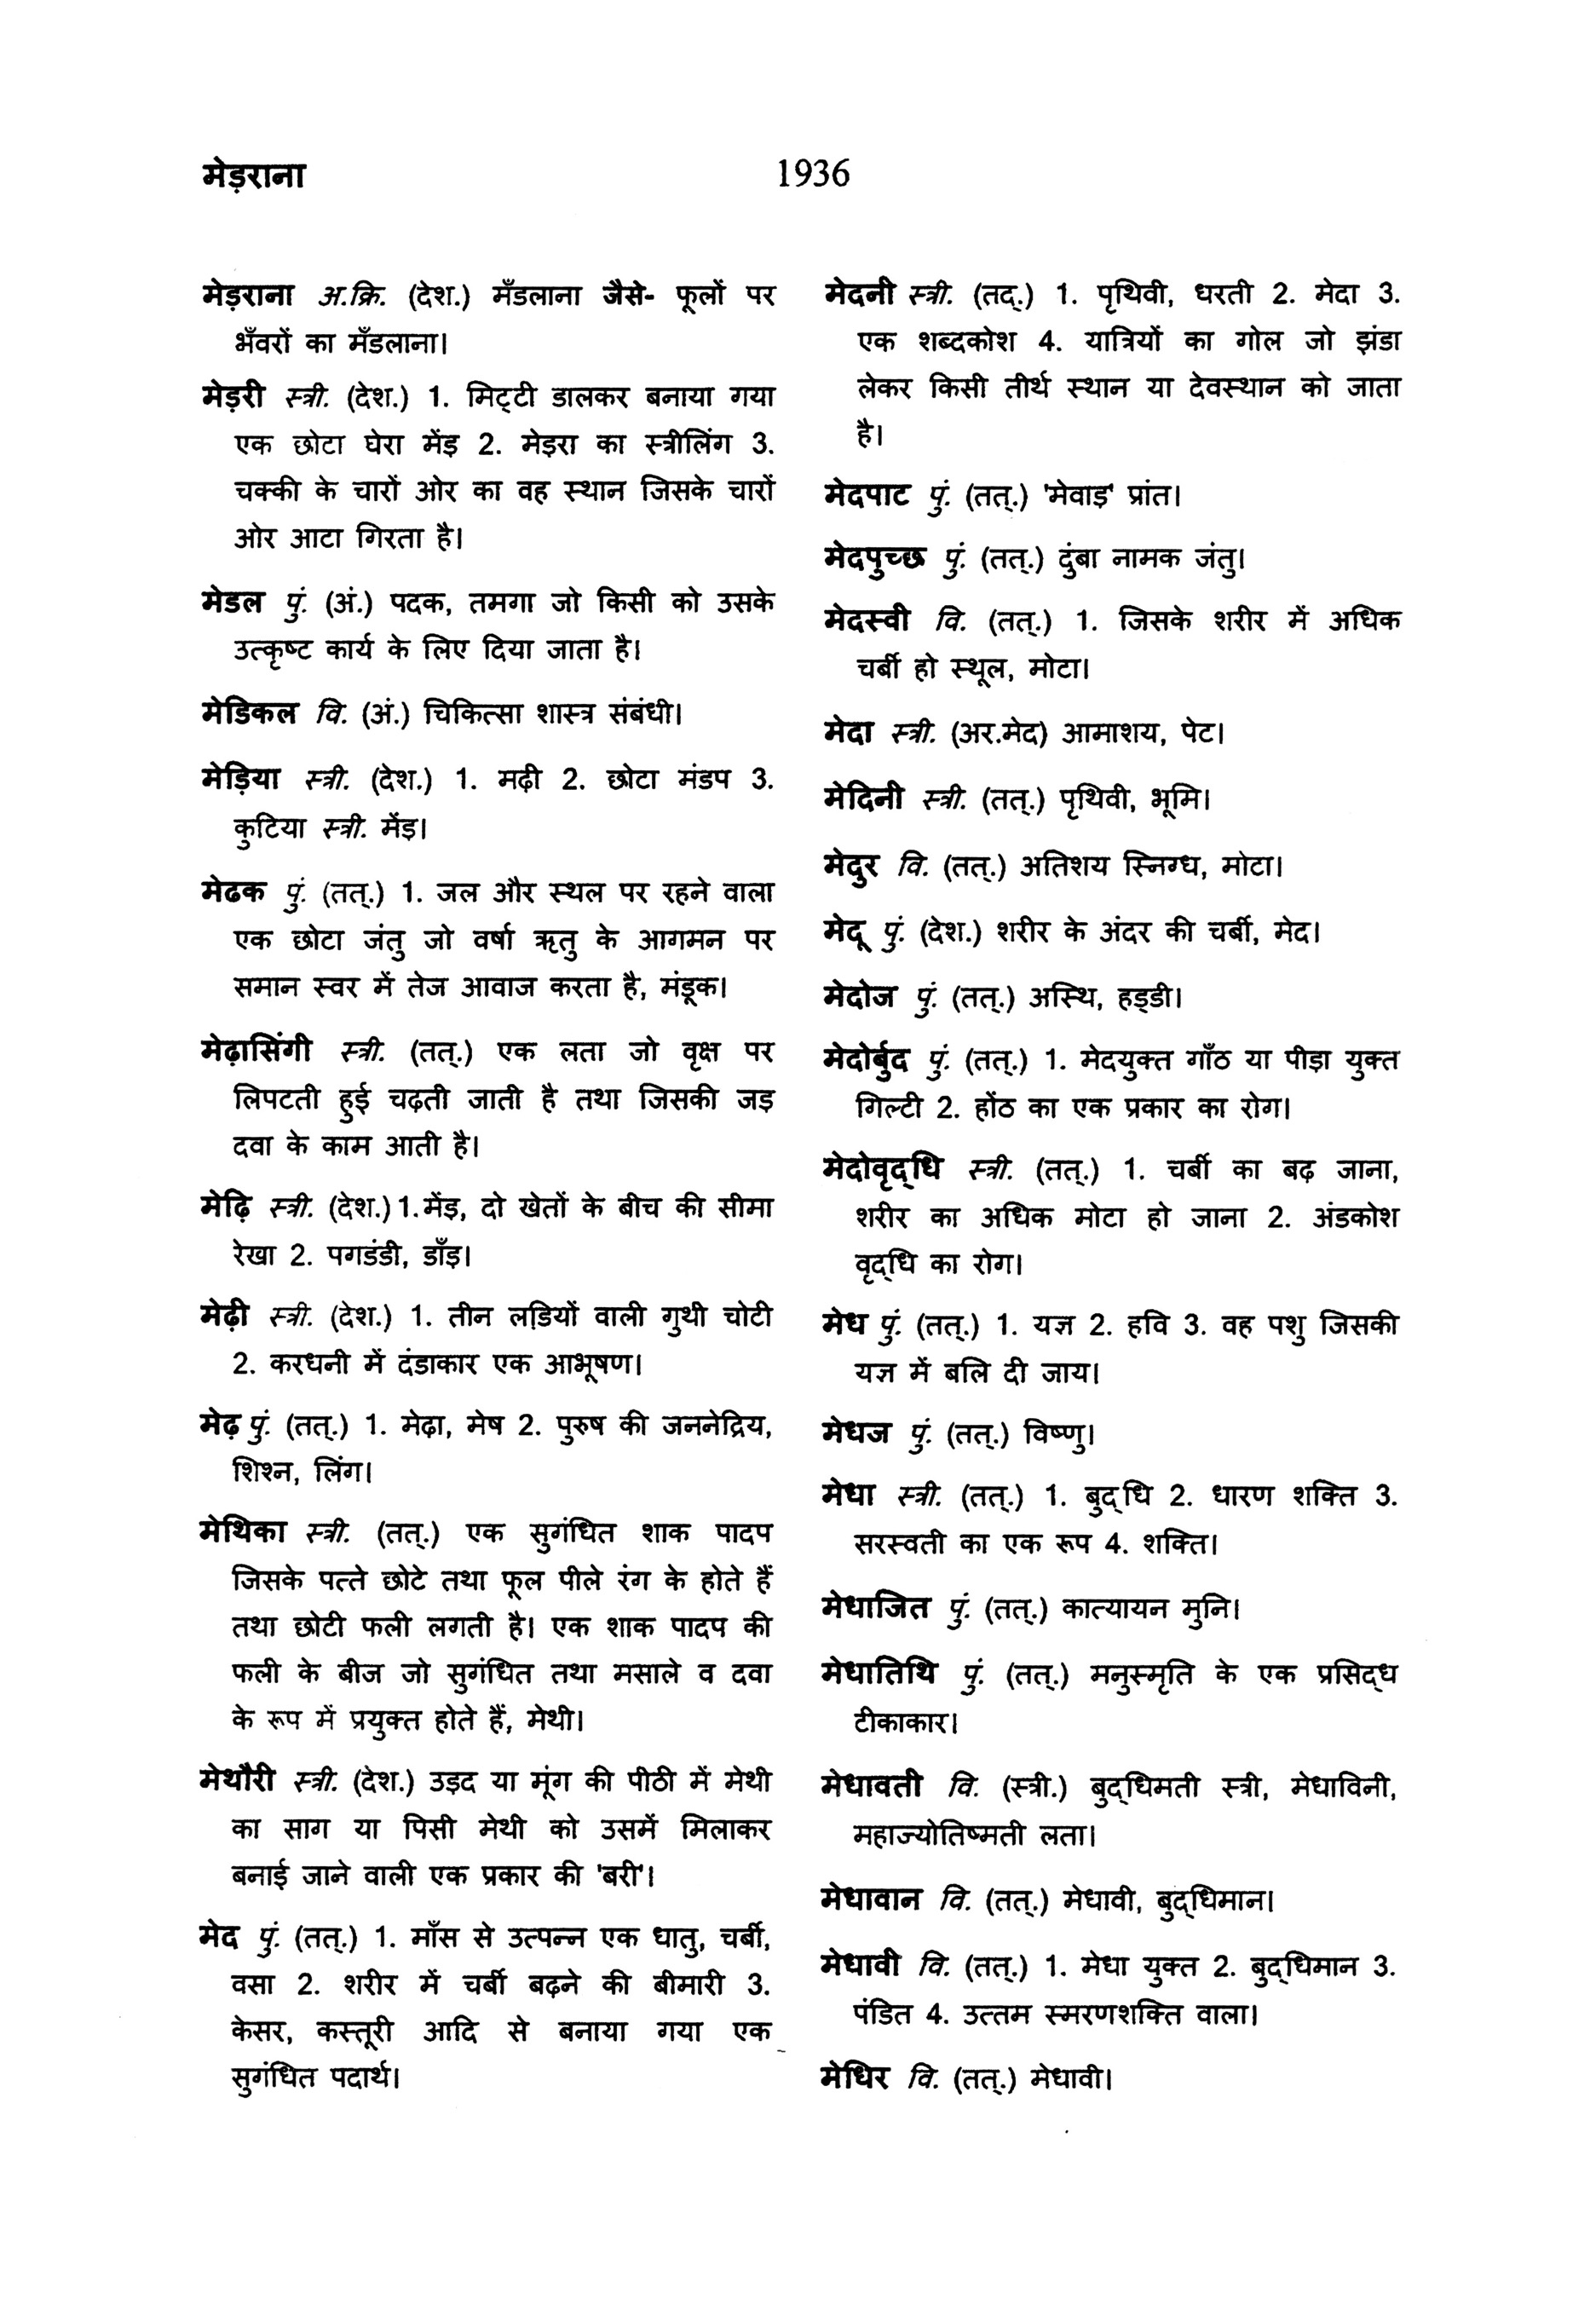 मेड़राना
1936
मेड़राना अ.क्रि. (देश.) मँडलाना जैसे- फूलों पर
भँवरों का मँडलाना।
मेड़री स्त्री. (देश.) 1. मिट्‌टी डालकर बनाया गया
एक छोटा घेरा मेंड़ 2. मेड़रा का स्त्रीलिंग 3.
चक्की के चारों ओर का वह स्थान जिसके चारों
ओर आटा गिरता है।
मेडल पुं. (अं.) पदक, तमगा जो किसी को उसके
उत्कृष्ट कार्य के लिए दिया जाता है।
मेडिकल वि. (अं.) चिकित्सा शास्त्र संबंधी।
मेड़िया स्त्री. (देश.) 1. मढ़ी 2. छोटा मंडप 3.
कुटिया स्त्री. मेंड़।
मेढक पुं. (तत्.) 1. जल और स्थल पर रहने वाला
एक छोटा जंतु जो वर्षा ऋतु के आगमन पर
समान स्वर में तेज आवाज करता है, मंडूक।
मेढ़ासिंगी स्त्री. (तत्.) एक लता जो वृक्ष पर
लिपटती हुई चढ़ती जाती है तथा जिसकी जड़
दवा के काम आती है।
मेढ़ि स्त्री. (देश.) 1.मेंड़, दो खेतों के बीच की सीमा
रेखा 2. पगडंडी, डाँड़।
मेढ़ी स्त्री. (देश.) 1. तीन लडि़यों वाली गुथी चोटी
2. करधनी में दंडाकार एक आभूषण।
मेढ़ पुं. (तत्.) 1. मेढ़ा, मेष 2. पुरुष की जननेद्रिय,
शिश्न, लिंग।
मेथिका स्त्री. (तत्.) एक सुगंधित शाक पादप
जिसके पत्ते छोटे तथा फूल पीले रंग के होते हैं
तथा छोटी फली लगती है। एक शाक पादप की
फली के बीज जो सुगंधित तथा मसाले व दवा
के रूप में प्रयुक्त होते हैं, मेथी।
मेथौरी स्त्री. (देश.) उड़द या मूंग की पीठी में मेथी
का साग या पिसी मेथी को उसमें मिलाकर
बनाई जाने वाली एक प्रकार की 'बरी'।
मेद पुं. (तत्.) 1. माँस से उत्पन्न एक धातु, चर्बी,
वसा 2. शरीर में चर्बी बढ़ने की बीमारी 3.
केसर, कस्तूरी आदि से बनाया गया एक
सुगंधित पदार्थ।
मेदनी स्त्री. (तद्.) 1. पृथिवी, धरती 2. मेदा 3.
एक शब्दकोश 4. यात्रियों का गोल जो झंडा
लेकर किसी तीर्थ स्थान या देवस्थान को जाता
है।
मेदपाट पुं. (तत्.) 'मेवाड़' प्रांत।
मेदपुच्छ पुं. (तत्.) दुंबा नामक जंतु।
मेदस्वी वि. (तत्.) 1. जिसके शरीर में अधिक
चर्बी हो स्थूल, मोटा।
मेदा स्त्री. (अर.मेद) आमाशय, पेट।
मेदिनी स्त्री. (तत्.) पृथिवी, भूमि।
मेदुर वि. (तत्.) अतिशय स्निग्ध, मोटा।
मेदू पुं. (देश.) शरीर के अंदर की चर्बी, मेद।
मेदोज पुं. (तत्.) अस्थि, हड्‌डी।
मेदोर्बुद पुं. (तत्.) 1. मेदयुक्त गाँठ या पीड़ा युक्त
गिल्टी 2. होंठ का एक प्रकार का रोग।
मेदोवृद्‌धि स्त्री. (तत्.) 1. चर्बी का बढ़ जाना,
शरीर का अधिक मोटा हो जाना 2. अंडकोश
वृद्‌धि का रोग।
मेध पुं. (तत्.) 1. यज्ञ 2. हवि 3. वह पशु जिसकी
यज्ञ में बलि दी जाय।
मेधज पुं. (तत्.) विष्णु।
मेधा स्त्री. (तत्.) 1. बुद्‌धि 2. धारण शक्ति 3.
सरस्वती का एक रूप 4. शक्ति।
मेधाजित पुं. (तत्.) कात्यायन मुनि।
मेधातिथि पुं. (तत्.) मनुस्मृति के एक प्रसिद्‌ध
टीकाकार।
मेधावती वि. (स्त्री.) बुद्‌धिमती स्त्री, मेधाविनी,
महाज्योतिष्मती लता।
मेधावान वि. (तत्.) मेधावी, बुद्‌धिमान।
मेधावी वि. (तत्.) 1. मेधा युक्त 2. बुद्‌धिमान 3.
पंडित 4. उत्तम स्मरणशक्ति वाला।
मेधिर वि. (तत्.) मेधावी।